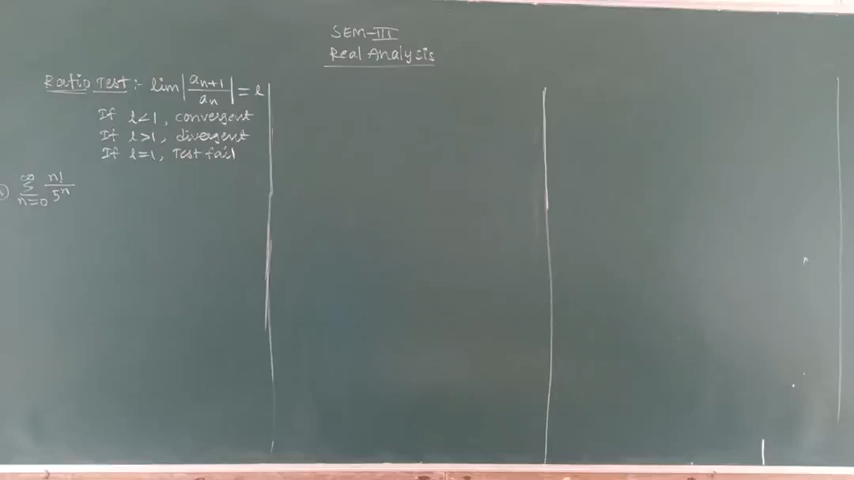 SEM-III
Real Analysis
Ratio Test :- lim |aₙ₊₁/aₙ| = l
If l<1, convergent
If l>1, divergent
If l=1, Test fail
∞∑n=0 n!/5ⁿ